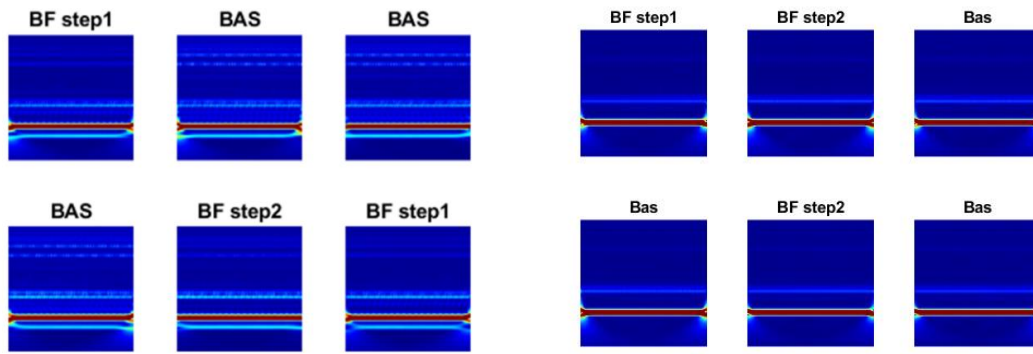 BF step1 BAS BAS
BF step1 BF step2 Bas
BAS BF step2 BF step1
Bas BF step2 Bas